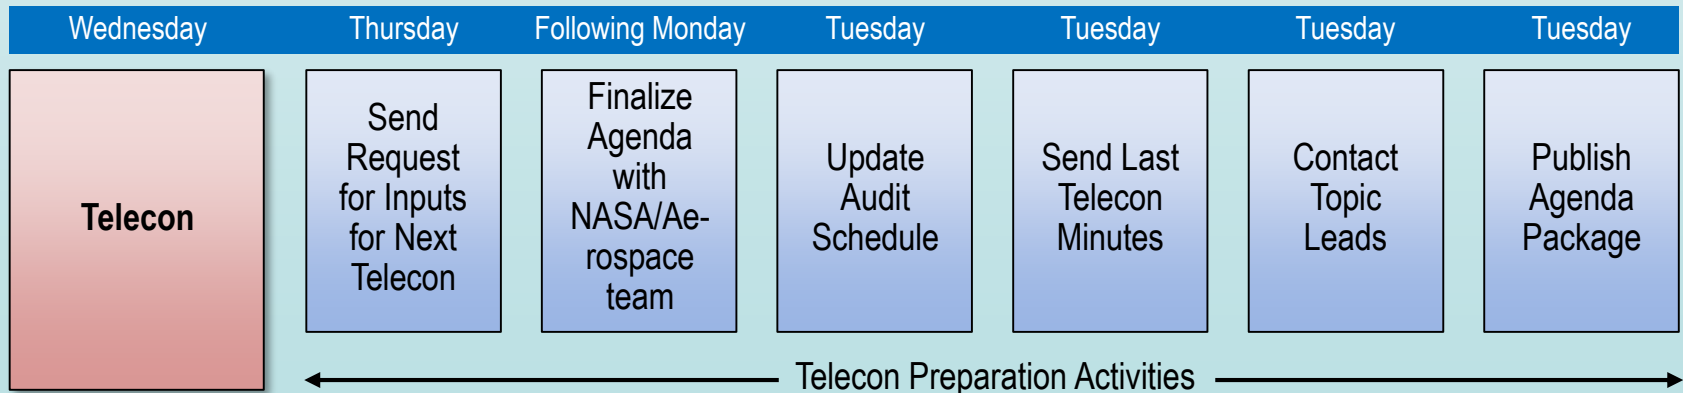 Wednesday
Thursday
Following Monday
Tuesday
Tuesday
Tuesday
Tuesday
Telecon
Send
Request
for Inputs
for Next
Telecon
Finalize
Agenda
with
NASA/Ae-
rospace
team
Update
Audit
Schedule
Send Last
Telecon
Minutes
Contact
Topic
Leads
Publish
Agenda
Package
Telecon Preparation Activities